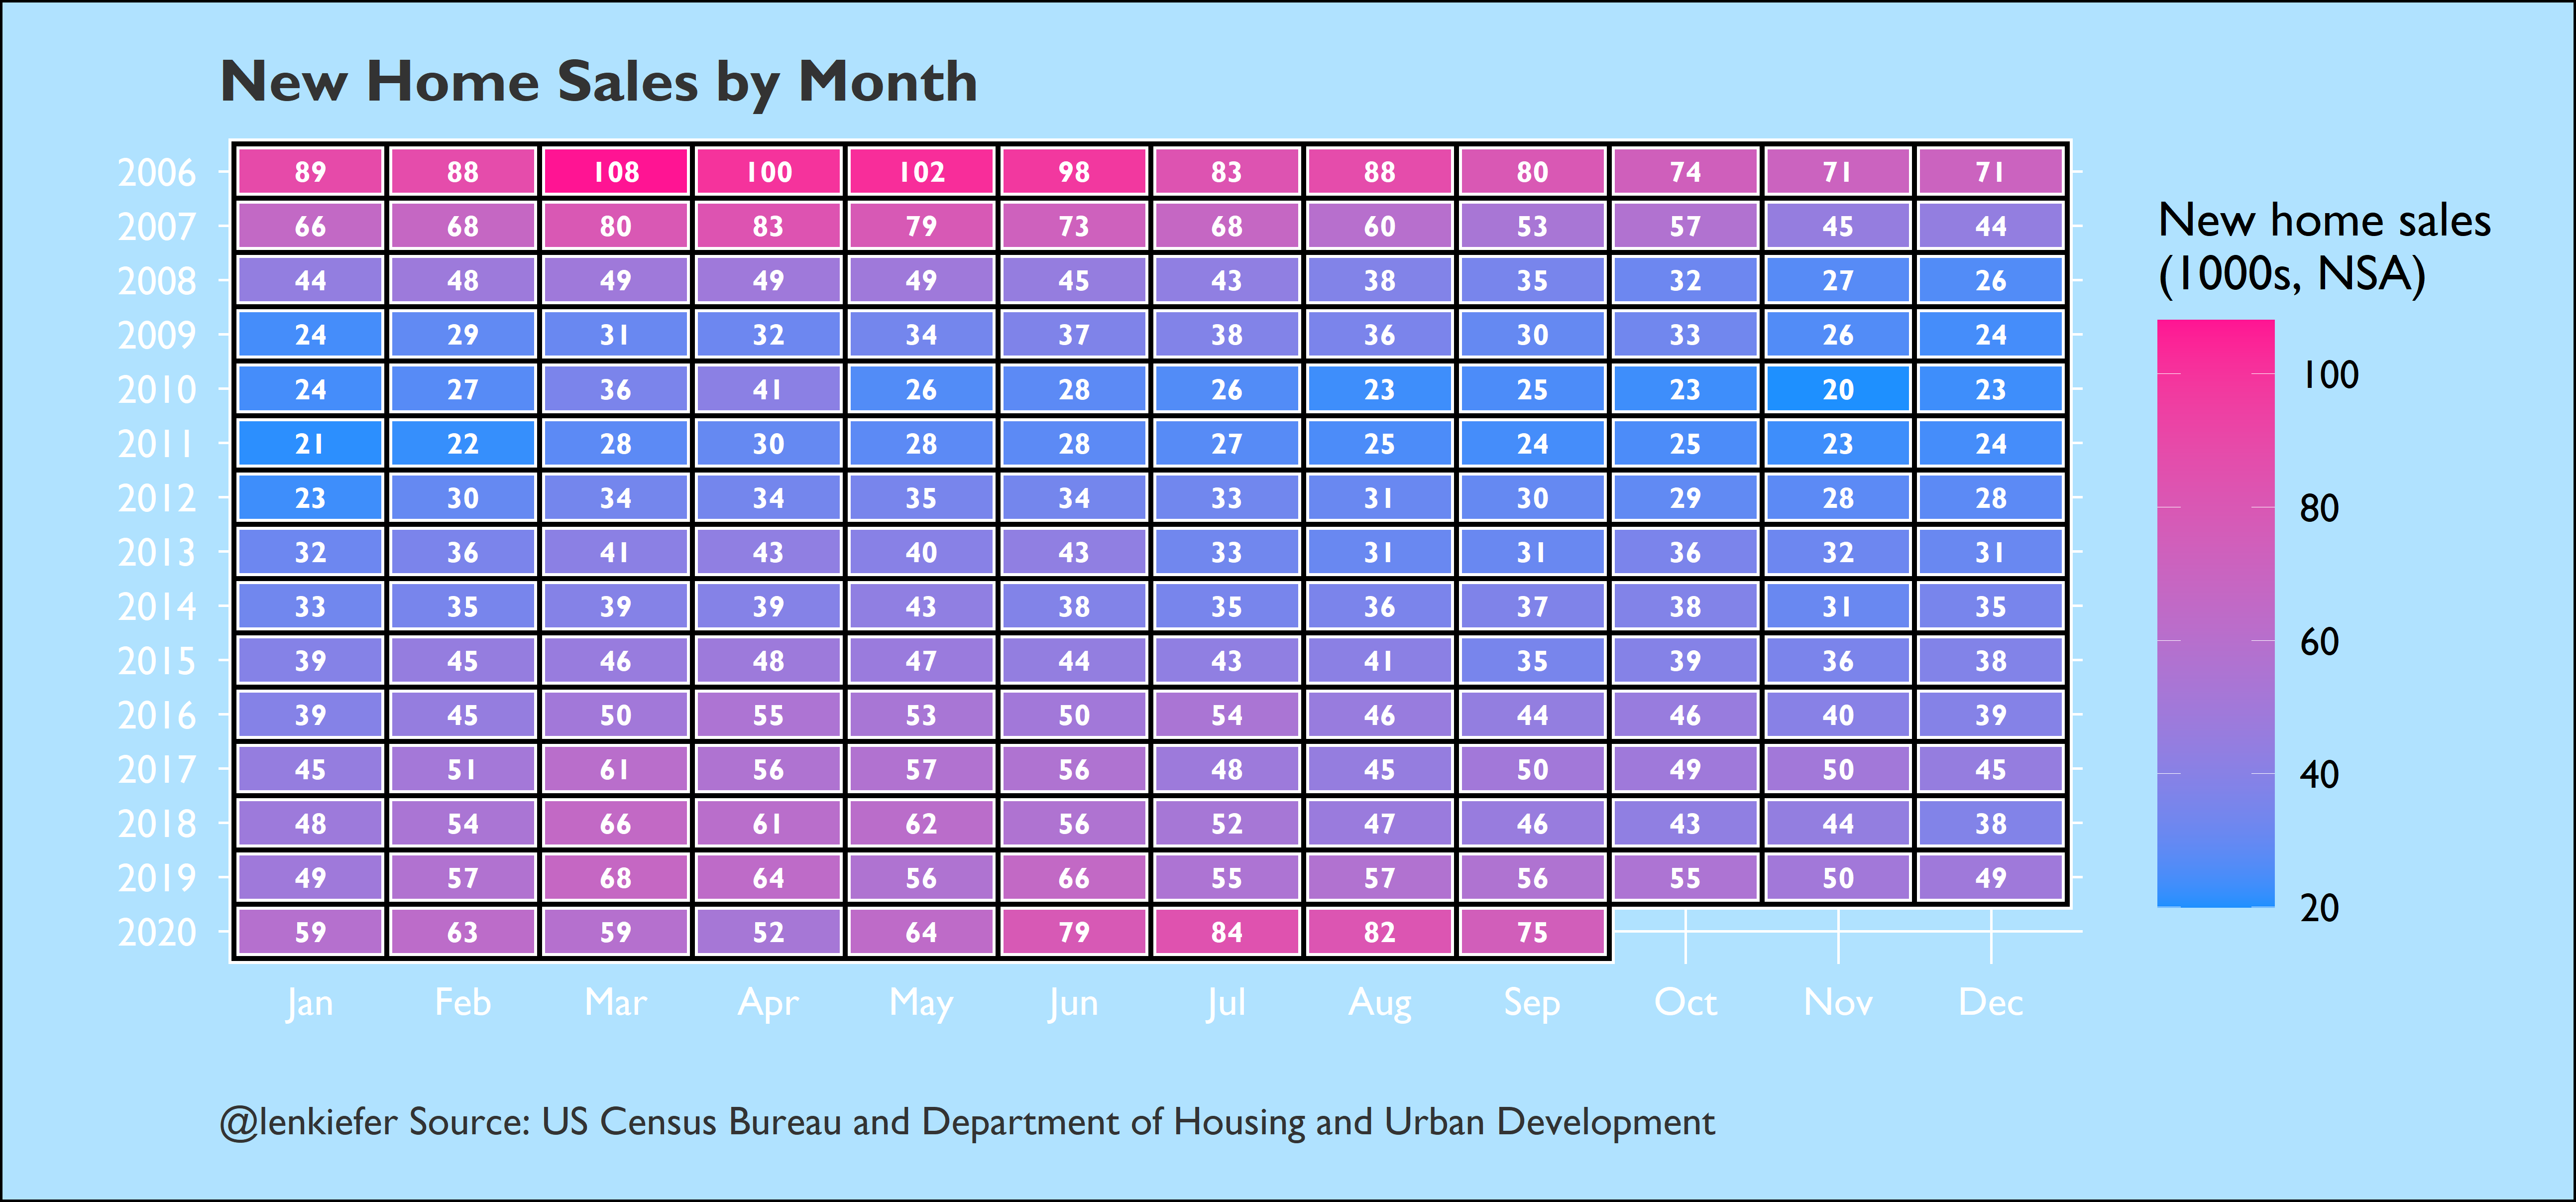 New Home Sales by Month
2006 89 88 108 100 102 98 83 88 80 74 71 71
2007 66 68 80 83 79 73 68 60 53 57 45 44
2008 44 48 49 49 49 45 43 38 35 32 27 26
2009 24 29 31 32 34 37 38 36 30 33 26 24
2010 24 27 36 41 26 28 26 23 25 23 20 23
2011 21 22 28 30 28 28 27 25 24 25 23 24
2012 23 30 34 34 35 34 33 31 30 29 28 28
2013 32 36 41 43 40 43 33 31 31 36 32 31
2014 33 35 39 39 43 38 35 36 37 38 31 35
2015 39 45 46 48 47 44 43 41 35 39 36 38
2016 39 45 50 55 53 50 54 46 44 46 40 39
2017 45 51 61 56 57 56 48 45 50 49 50 45
2018 48 54 66 61 62 56 52 47 46 43 44 38
2019 49 57 68 64 56 66 55 57 56 55 50 49
2020 59 63 59 52 64 79 84 82 75
Jan Feb Mar Apr May Jun Jul Aug Sep Oct Nov Dec
New home sales
(1000s, NSA)
100
80
60
40
20
@lenkiefer Source: US Census Bureau and Department of Housing and Urban Development